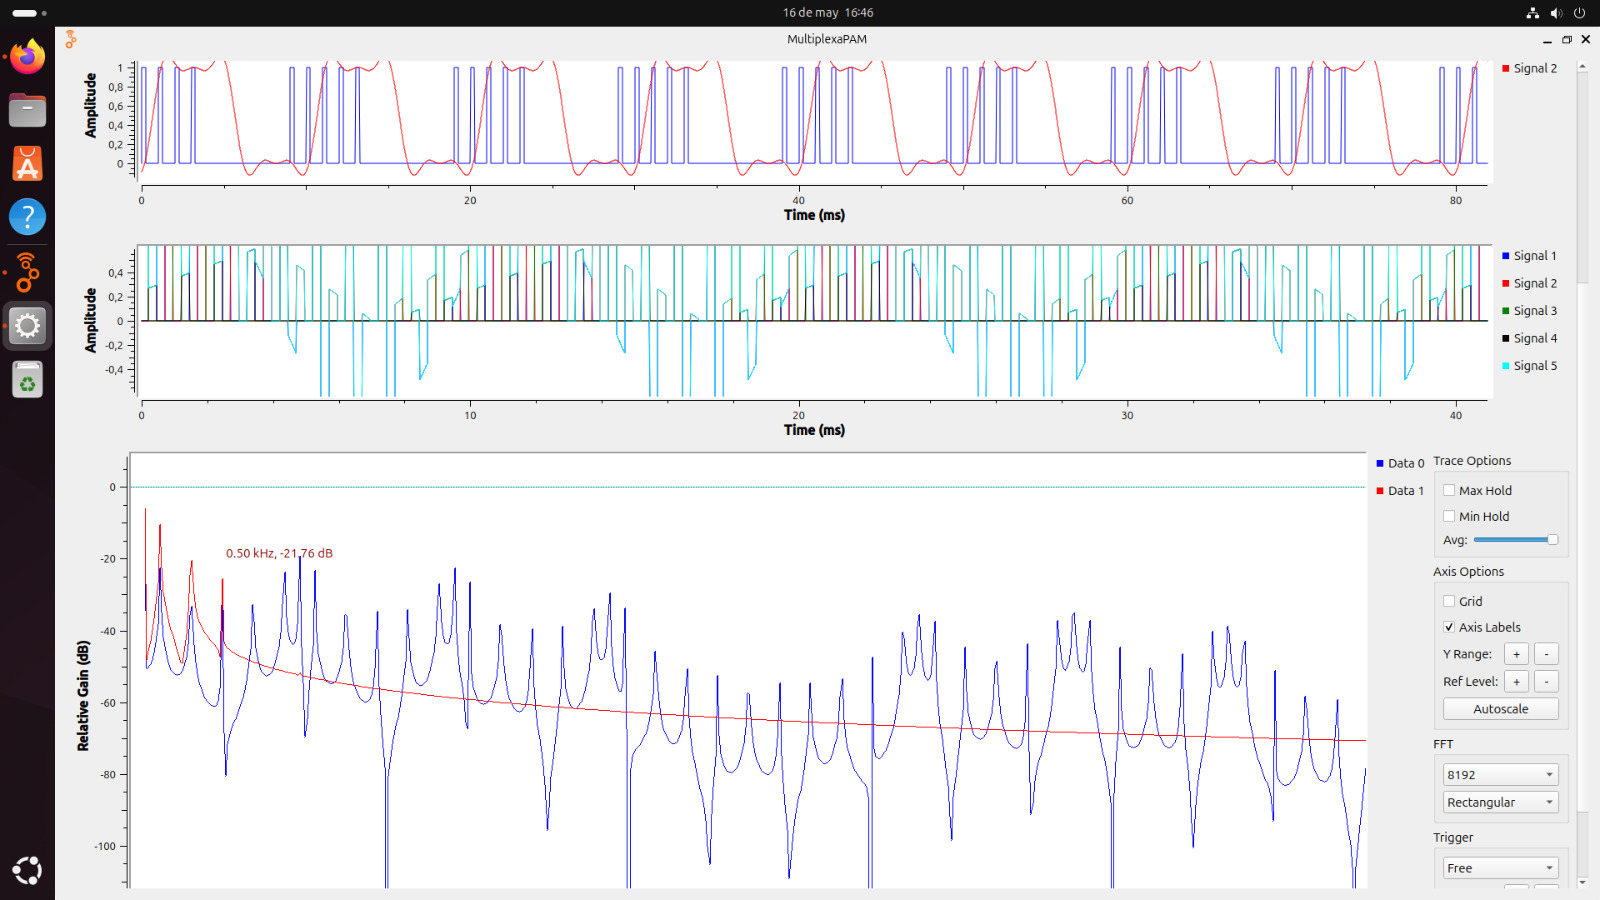 16 de may 16:46
MultiplexaPAM
Amplitude
1
0,8
0,6
0,4
0,2
0
0 20 40 60 80
Time (ms)
Signal 2
Amplitude
0,4
0,2
0
-0,2
-0,4
0 10 20 30 40
Time (ms)
Signal 1
Signal 2
Signal 3
Signal 4
Signal 5
Relative Gain (dB)
0
-20
-40
-60
-80
-100
0.50 kHz, -21.76 dB
Data 0
Data 1
Trace Options
Max Hold
Min Hold
Avg:
Axis Options
Grid
Axis Labels
Y Range: + -
Ref Level: + -
Autoscale
FFT
8192
Rectangular
Trigger
Free